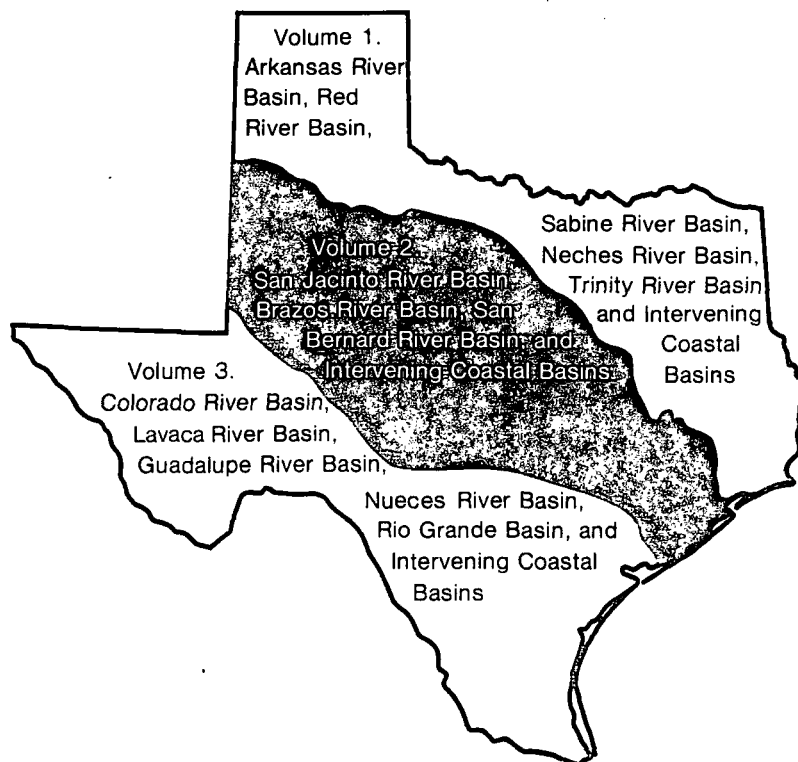 Volume 1.
Arkansas River
Basin, Red
River Basin,
Sabine River Basin,
Neches River Basin,
Trinity River Basin
and Intervening
Coastal
Basins
Volume 2.
San Jacinto River Basin
Brazos River Basin, San
Bernard River Basin, and
Intervening Coastal Basins
Volume 3.
Colorado River Basin,
Lavaca River Basin,
Guadalupe River Basin,
Nueces River Basin,
Rio Grande Basin, and
Intervening Coastal
Basins